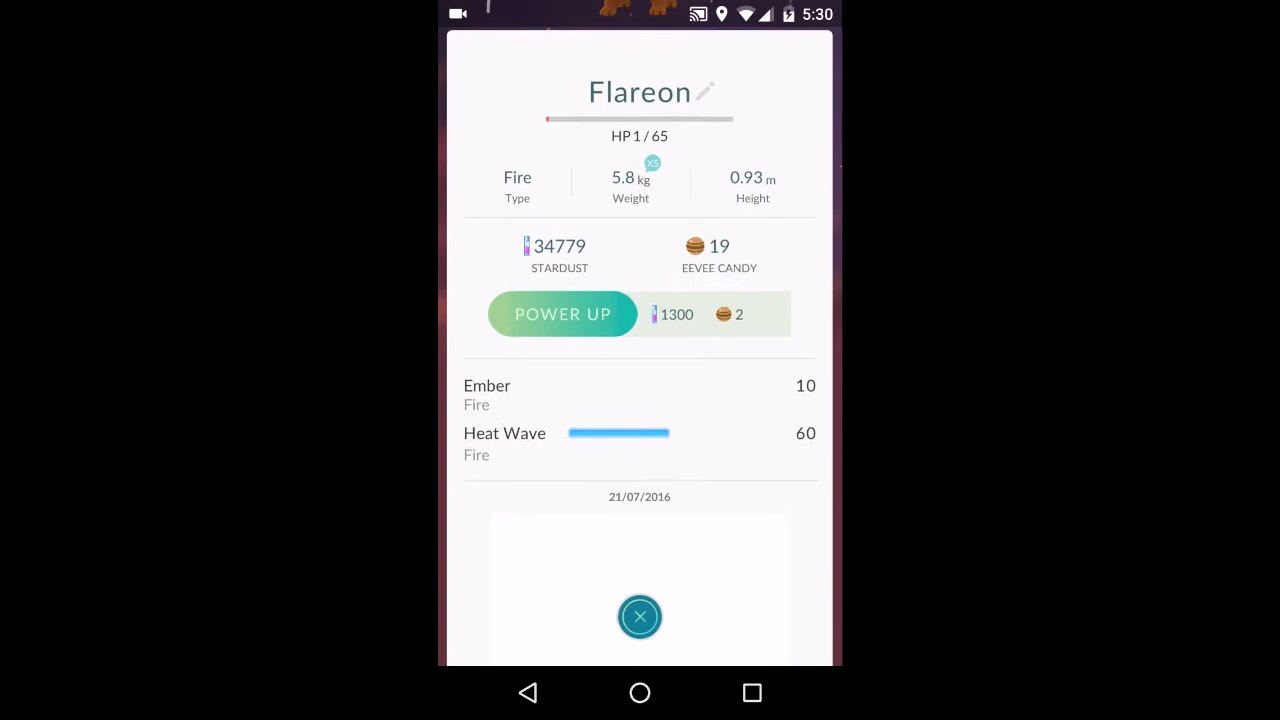 5:30
Flareon
HP 1 / 65
XS
Fire 5.8 kg 0.93 m
Type Weight Height
34779 19
STARDUST EEVEE CANDY
POWER UP 1300 2
Ember 10
Fire
Heat Wave 60
Fire
21/07/2016